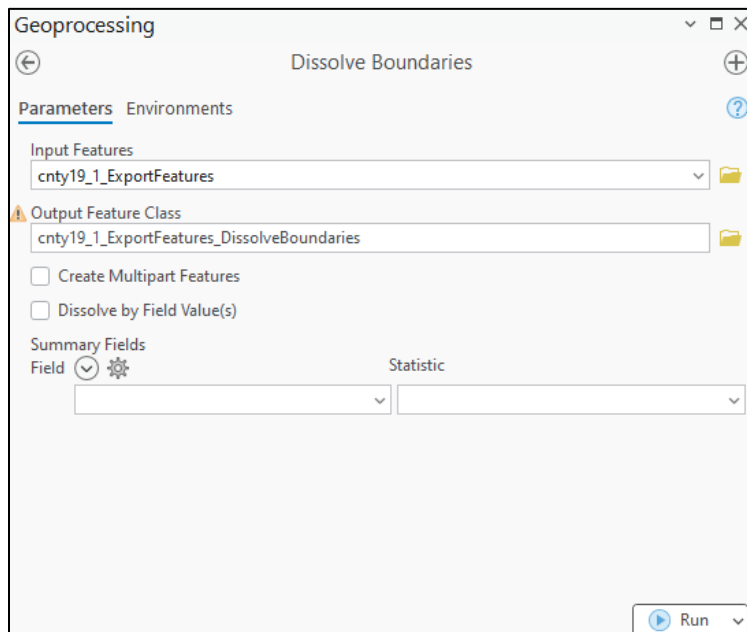 Geoprocessing
Dissolve Boundaries
Parameters Environments
Input Features
cnty19_1_ExportFeatures
Output Feature Class
cnty19_1_ExportFeatures_DissolveBoundaries
Create Multipart Features
Dissolve by Field Value(s)
Summary Fields
Field Statistic
Run